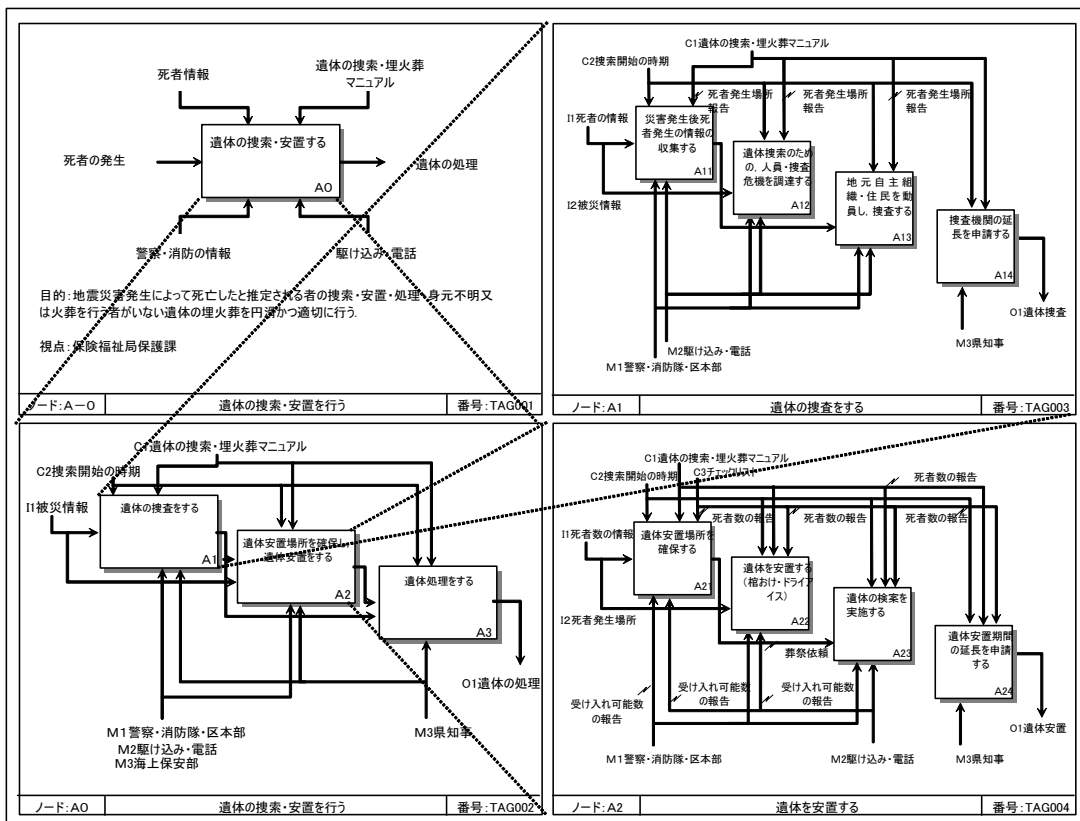 死者情報
遺体の捜索・埋火葬
マニュアル
遺体の捜索・安置する
A0
死者の発生
遺体の処理
警察・消防の情報
駆け込み・電話
目的:地震災害発生によって死亡したと推定される者の捜索・安置・処理・身元不明又
は火葬を行う者がいない遺体の埋火葬を円滑かつ適切に行う.
視点:保険福祉局保護課
ノード:A-0
遺体の捜索・安置を行う
番号:TAG001
C1遺体の捜索・埋火葬マニュアル
C2捜索開始の時期
死者発生場所
報告
死者発生場所
報告
死者発生場所
報告
I1死者の情報
災害発生後死
者発生の情報の
収集する
A11
遺体捜索のため
の,人員・捜査
危機を調達する
A12
地元自主組
織・住民を動
員し、捜査する
A13
I2被災情報
捜査機関の延
長を申請する
A14
O1遺体捜査
M3県知事
M2駆け込み・電話
M1警察・消防隊・区本部
ノード:A1
遺体の捜査をする
番号:TAG003
C1遺体の捜索・埋火葬マニュアル
C2捜索開始の時期
I1被災情報
遺体の捜査をする
A1
遺体安置場所を確保し、
遺体安置をする
A2
遺体処理をする
A3
O1遺体の処理
M1警察・消防隊・区本部
M3県知事
M2駆け込み・電話
M3海上保安部
ノード:A0
遺体の捜索・安置を行う
番号:TAG002
C1遺体の捜索・埋火葬マニュアル
C2捜索開始の時期
C3チェックリスト
死者数の報告
死者数の報告
死者数の報告
死者数の報告
I1死者数の情報
遺体安置場所を
確保する
A21
遺体を安置する
(棺おけ・ドライア
イス)
A22
遺体の検案を
実施する
A23
I2死者発生場所
葬祭依頼
遺体安置期間
の延長を申請
する
A24
受け入れ可能数
の報告
受け入れ可能数
の報告
受け入れ可能数
の報告
O1遺体安置
M1警察・消防隊・区本部
M2駆け込み・電話
M3県知事
ノード:A2
遺体を安置する
番号:TAG004